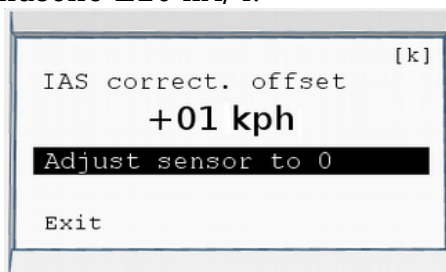 [k]
IAS correct. offset
+01 kph
Adjust sensor to 0
Exit